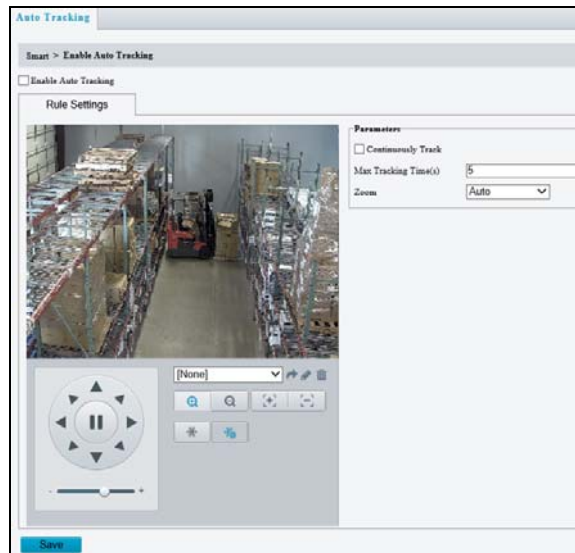 Auto Tracking
Smart > Enable Auto Tracking
Enable Auto Tracking
Rule Settings
Parameters
Continuously Track
Max Tracking Time(s) 5
Zoom Auto
[None]
- +
Save